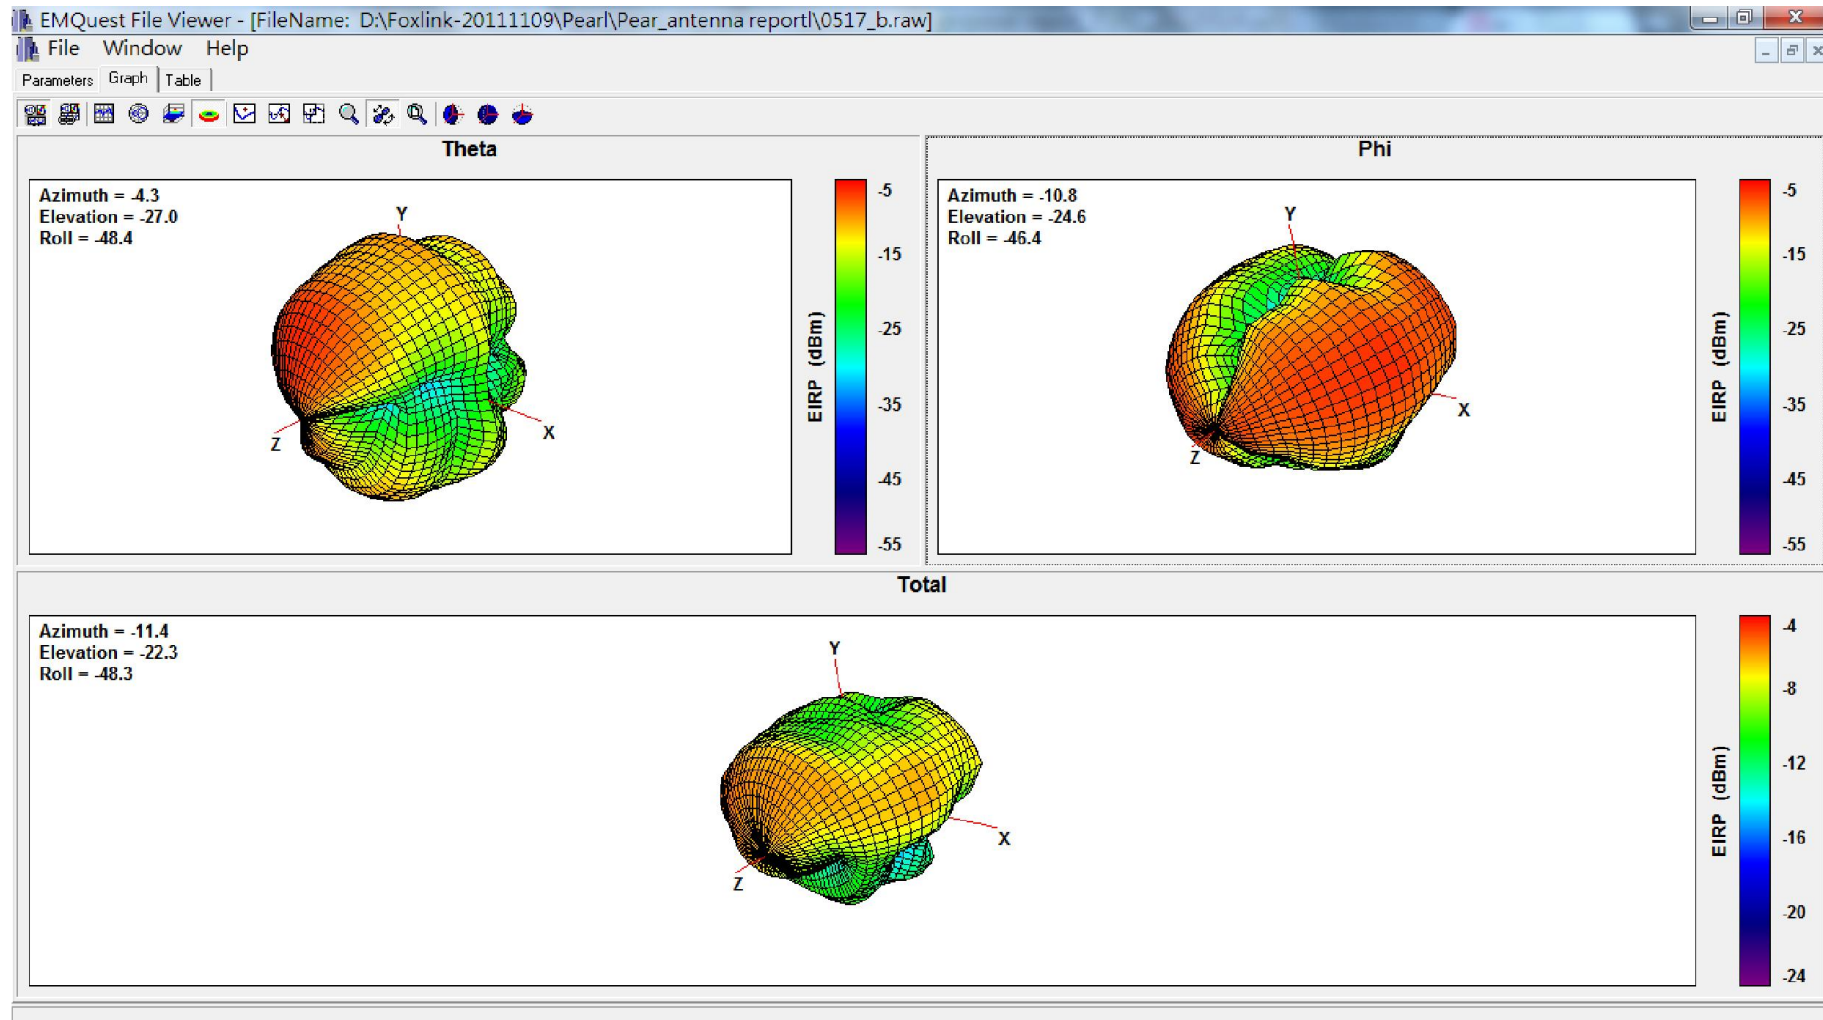 EMQuest File Viewer - [FileName: D:\Foxlink-20111109\Pearl\Pear_antenna reportl\0517_b.raw]
File Window Help
Parameters Graph Table
Theta
Azimuth = -4.3
Elevation = -27.0
Roll = -48.4
Y
X
Z
-5
-15
-25
-35
-45
-55
EIRP (dBm)
Phi
Azimuth = -10.8
Elevation = -24.6
Roll = -46.4
Y
X
Z
-5
-15
-25
-35
-45
-55
EIRP (dBm)
Total
Azimuth = -11.4
Elevation = -22.3
Roll = -48.3
Y
X
Z
-4
-8
-12
-16
-20
-24
EIRP (dBm)